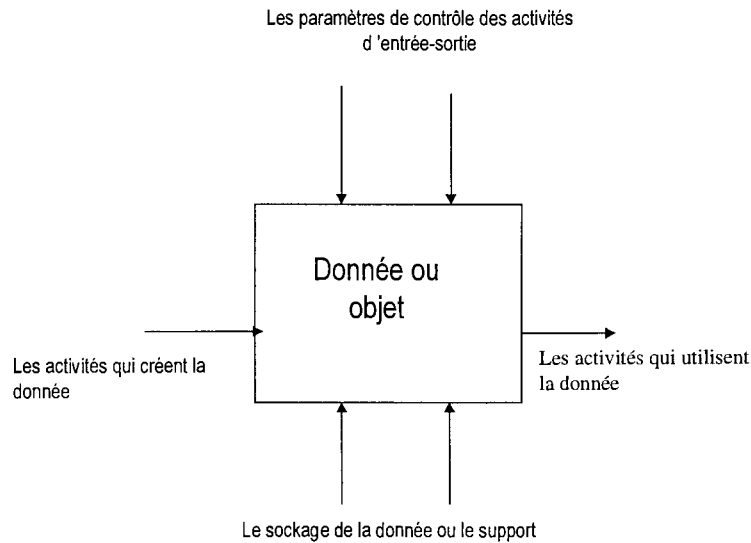 Les paramètres de contrôle des activités
d 'entrée-sortie
Donnée ou
objet
Les activités qui créent la
donnée
Les activités qui utilisent
la donnée
Le sockage de la donnée ou le support